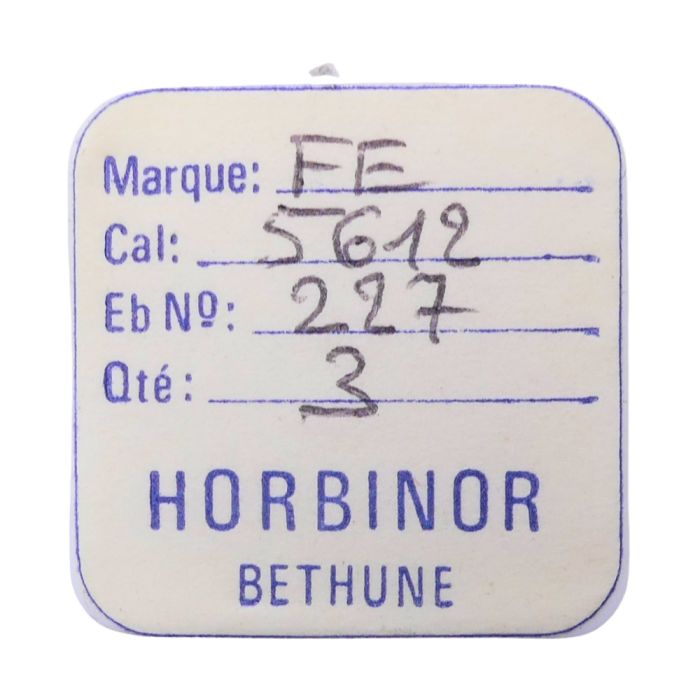 Marque: FE
Cal: 5612
Eb Nº: 227
Qté: 3
HORBINOR
BETHUNE